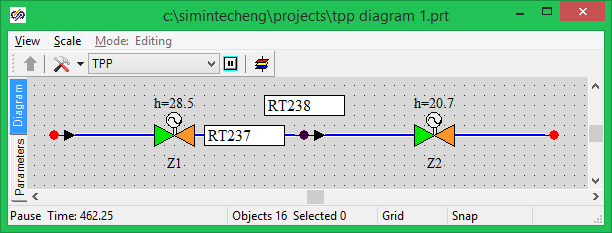 c:\simintecheng\projects\tpp diagram 1.prt
View Scale Mode: Editing
TPP
Diagram
Parameters
h=28.5
RT238
h=20.7
RT237
Z1
Z2
Pause Time: 462.25 Objects 16 Selected 0 Grid Snap